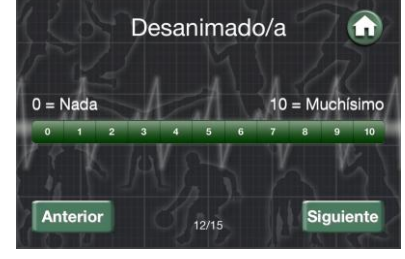 Desanimado/a
0 = Nada 10 = Muchísimo
0 1 2 3 4 5 6 7 8 9 10
Anterior 12/15 Siguiente